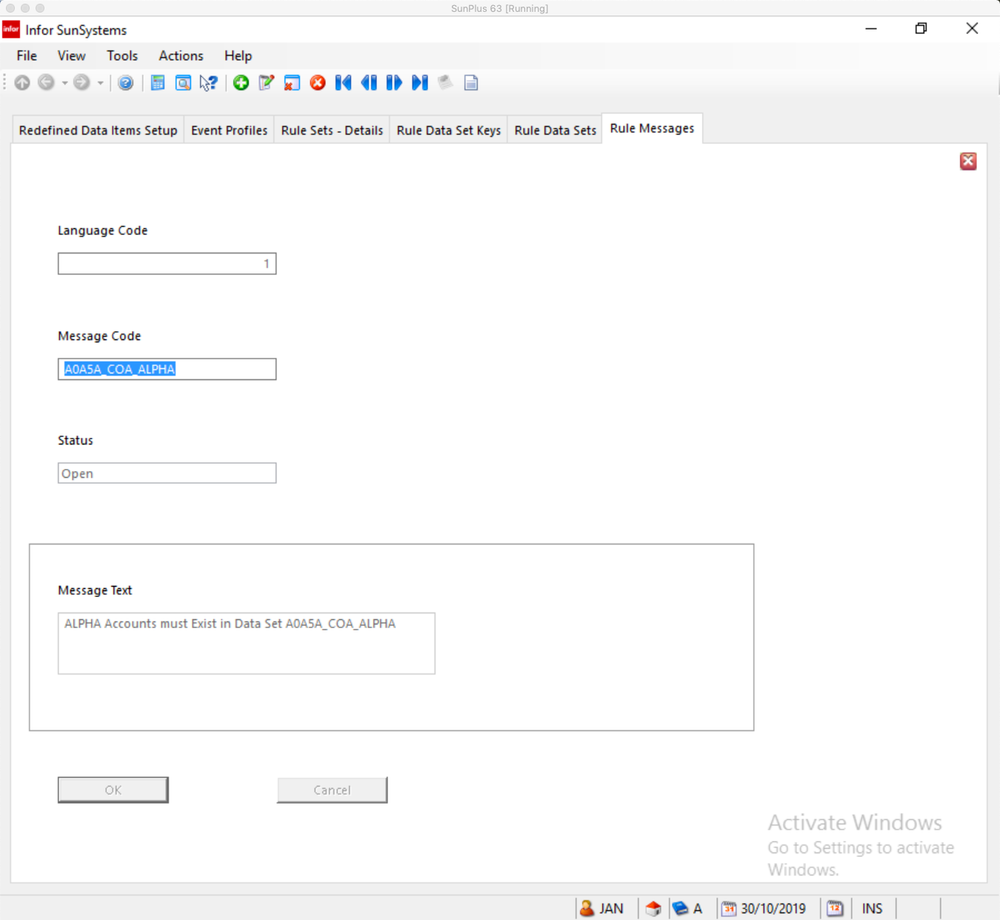 SunPlus 63 [Running]
infor Infor SunSystems
File View Tools Actions Help
Redefined Data Items Setup Event Profiles Rule Sets - Details Rule Data Set Keys Rule Data Sets Rule Messages
Language Code
1
Message Code
A0A5A_COA_ALPHA
Status
Open
Message Text
ALPHA Accounts must Exist in Data Set A0A5A_COA_ALPHA
OK Cancel
Activate Windows
Go to Settings to activate
Windows.
JAN A 31 30/10/2019 12 INS